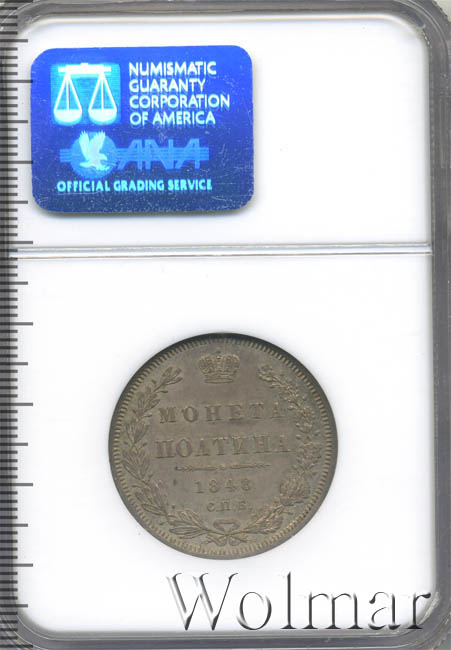 NUMISMATIC
GUARANTY
CORPORATION
OF AMERICA
ANA
OFFICIAL GRADING SERVICE
МОНЕТА
ПОЛТИНА
1848
С.П.Б.
Wolmar